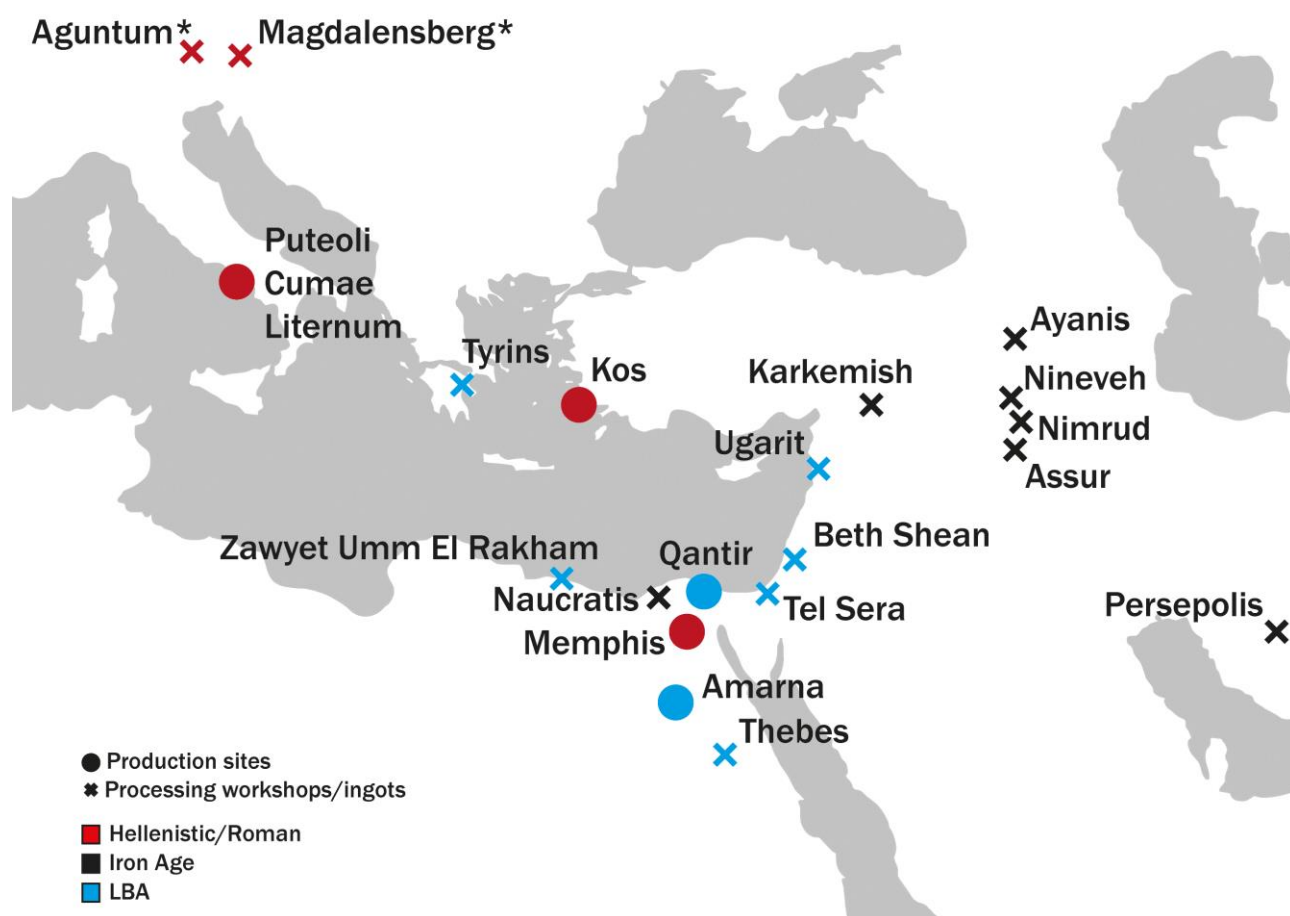 Aguntum*
Magdalensberg*
Puteoli
Cumae
Liternum
Tyrins
Kos
Karkemish
Ayanis
Nineveh
Nimrud
Assur
Ugarit
Beth Shean
Zawyet Umm El Rakham
Qantir
Naucratis
Tel Sera
Memphis
Persepolis
Amarna
Thebes
Production sites
Processing workshops/ingots
Hellenistic/Roman
Iron Age
LBA